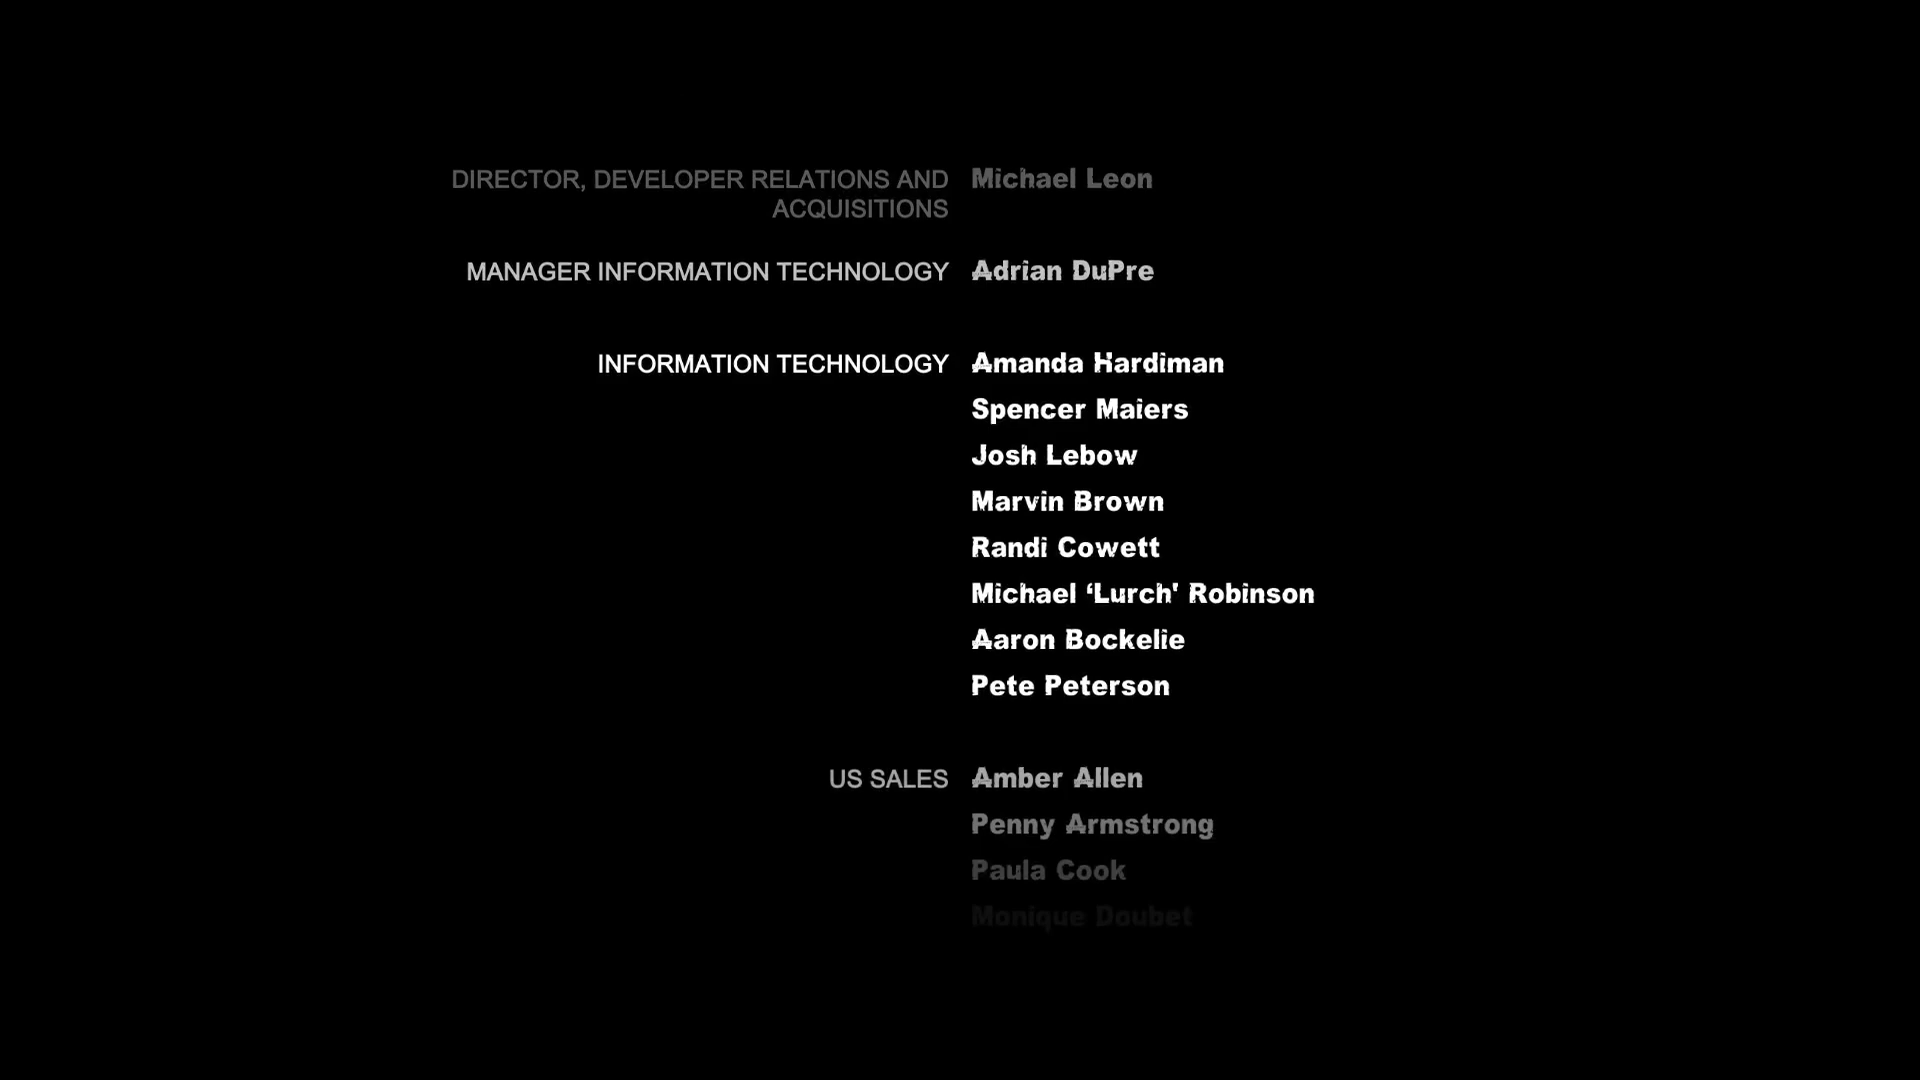 DIRECTOR, DEVELOPER RELATIONS AND Michael Leon
ACQUISITIONS
MANAGER INFORMATION TECHNOLOGY Adrian DuPre
INFORMATION TECHNOLOGY Amanda Hardiman
Spencer Maiers
Josh Lebow
Marvin Brown
Randi Cowett
Michael ‘Lurch' Robinson
Aaron Bockelie
Pete Peterson
US SALES Amber Allen
Penny Armstrong
Paula Cook
Monique Doubet